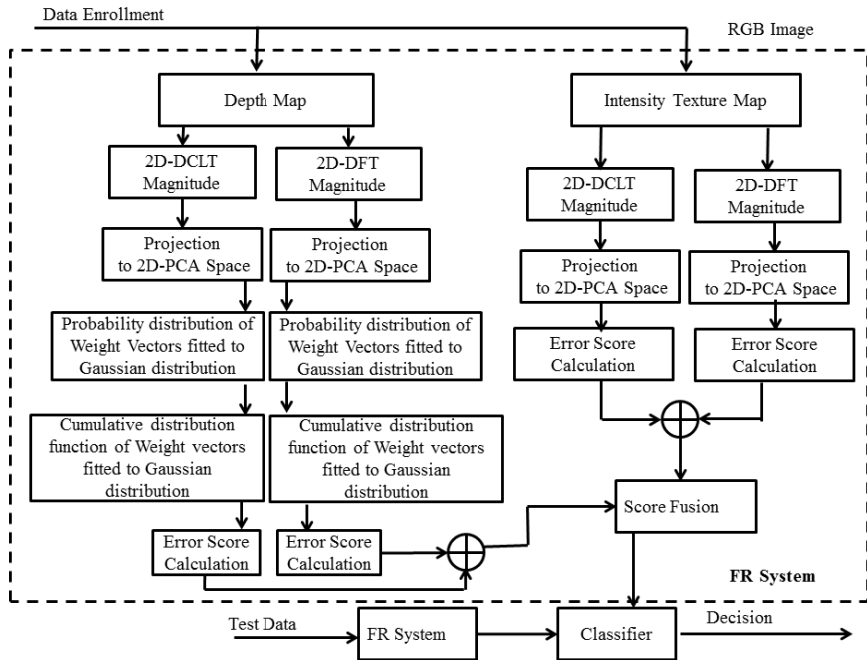 Data Enrollment
RGB Image
Depth Map
Intensity Texture Map
2D-DCLT
Magnitude
2D-DFT
Magnitude
2D-DCLT
Magnitude
2D-DFT
Magnitude
Projection
to 2D-PCA Space
Projection
to 2D-PCA Space
Projection
to 2D-PCA Space
Projection
to 2D-PCA Space
Probability distribution of
Weight Vectors fitted to
Gaussian distribution
Probability distribution of
Weight Vectors fitted to
Gaussian distribution
Error Score
Calculation
Error Score
Calculation
Cumulative distribution
function of Weight vectors
fitted to Gaussian
distribution
Cumulative distribution
function of Weight vectors
fitted to Gaussian
distribution
Score Fusion
Error Score
Calculation
Error Score
Calculation
FR System
Test Data
FR System
Classifier
Decision